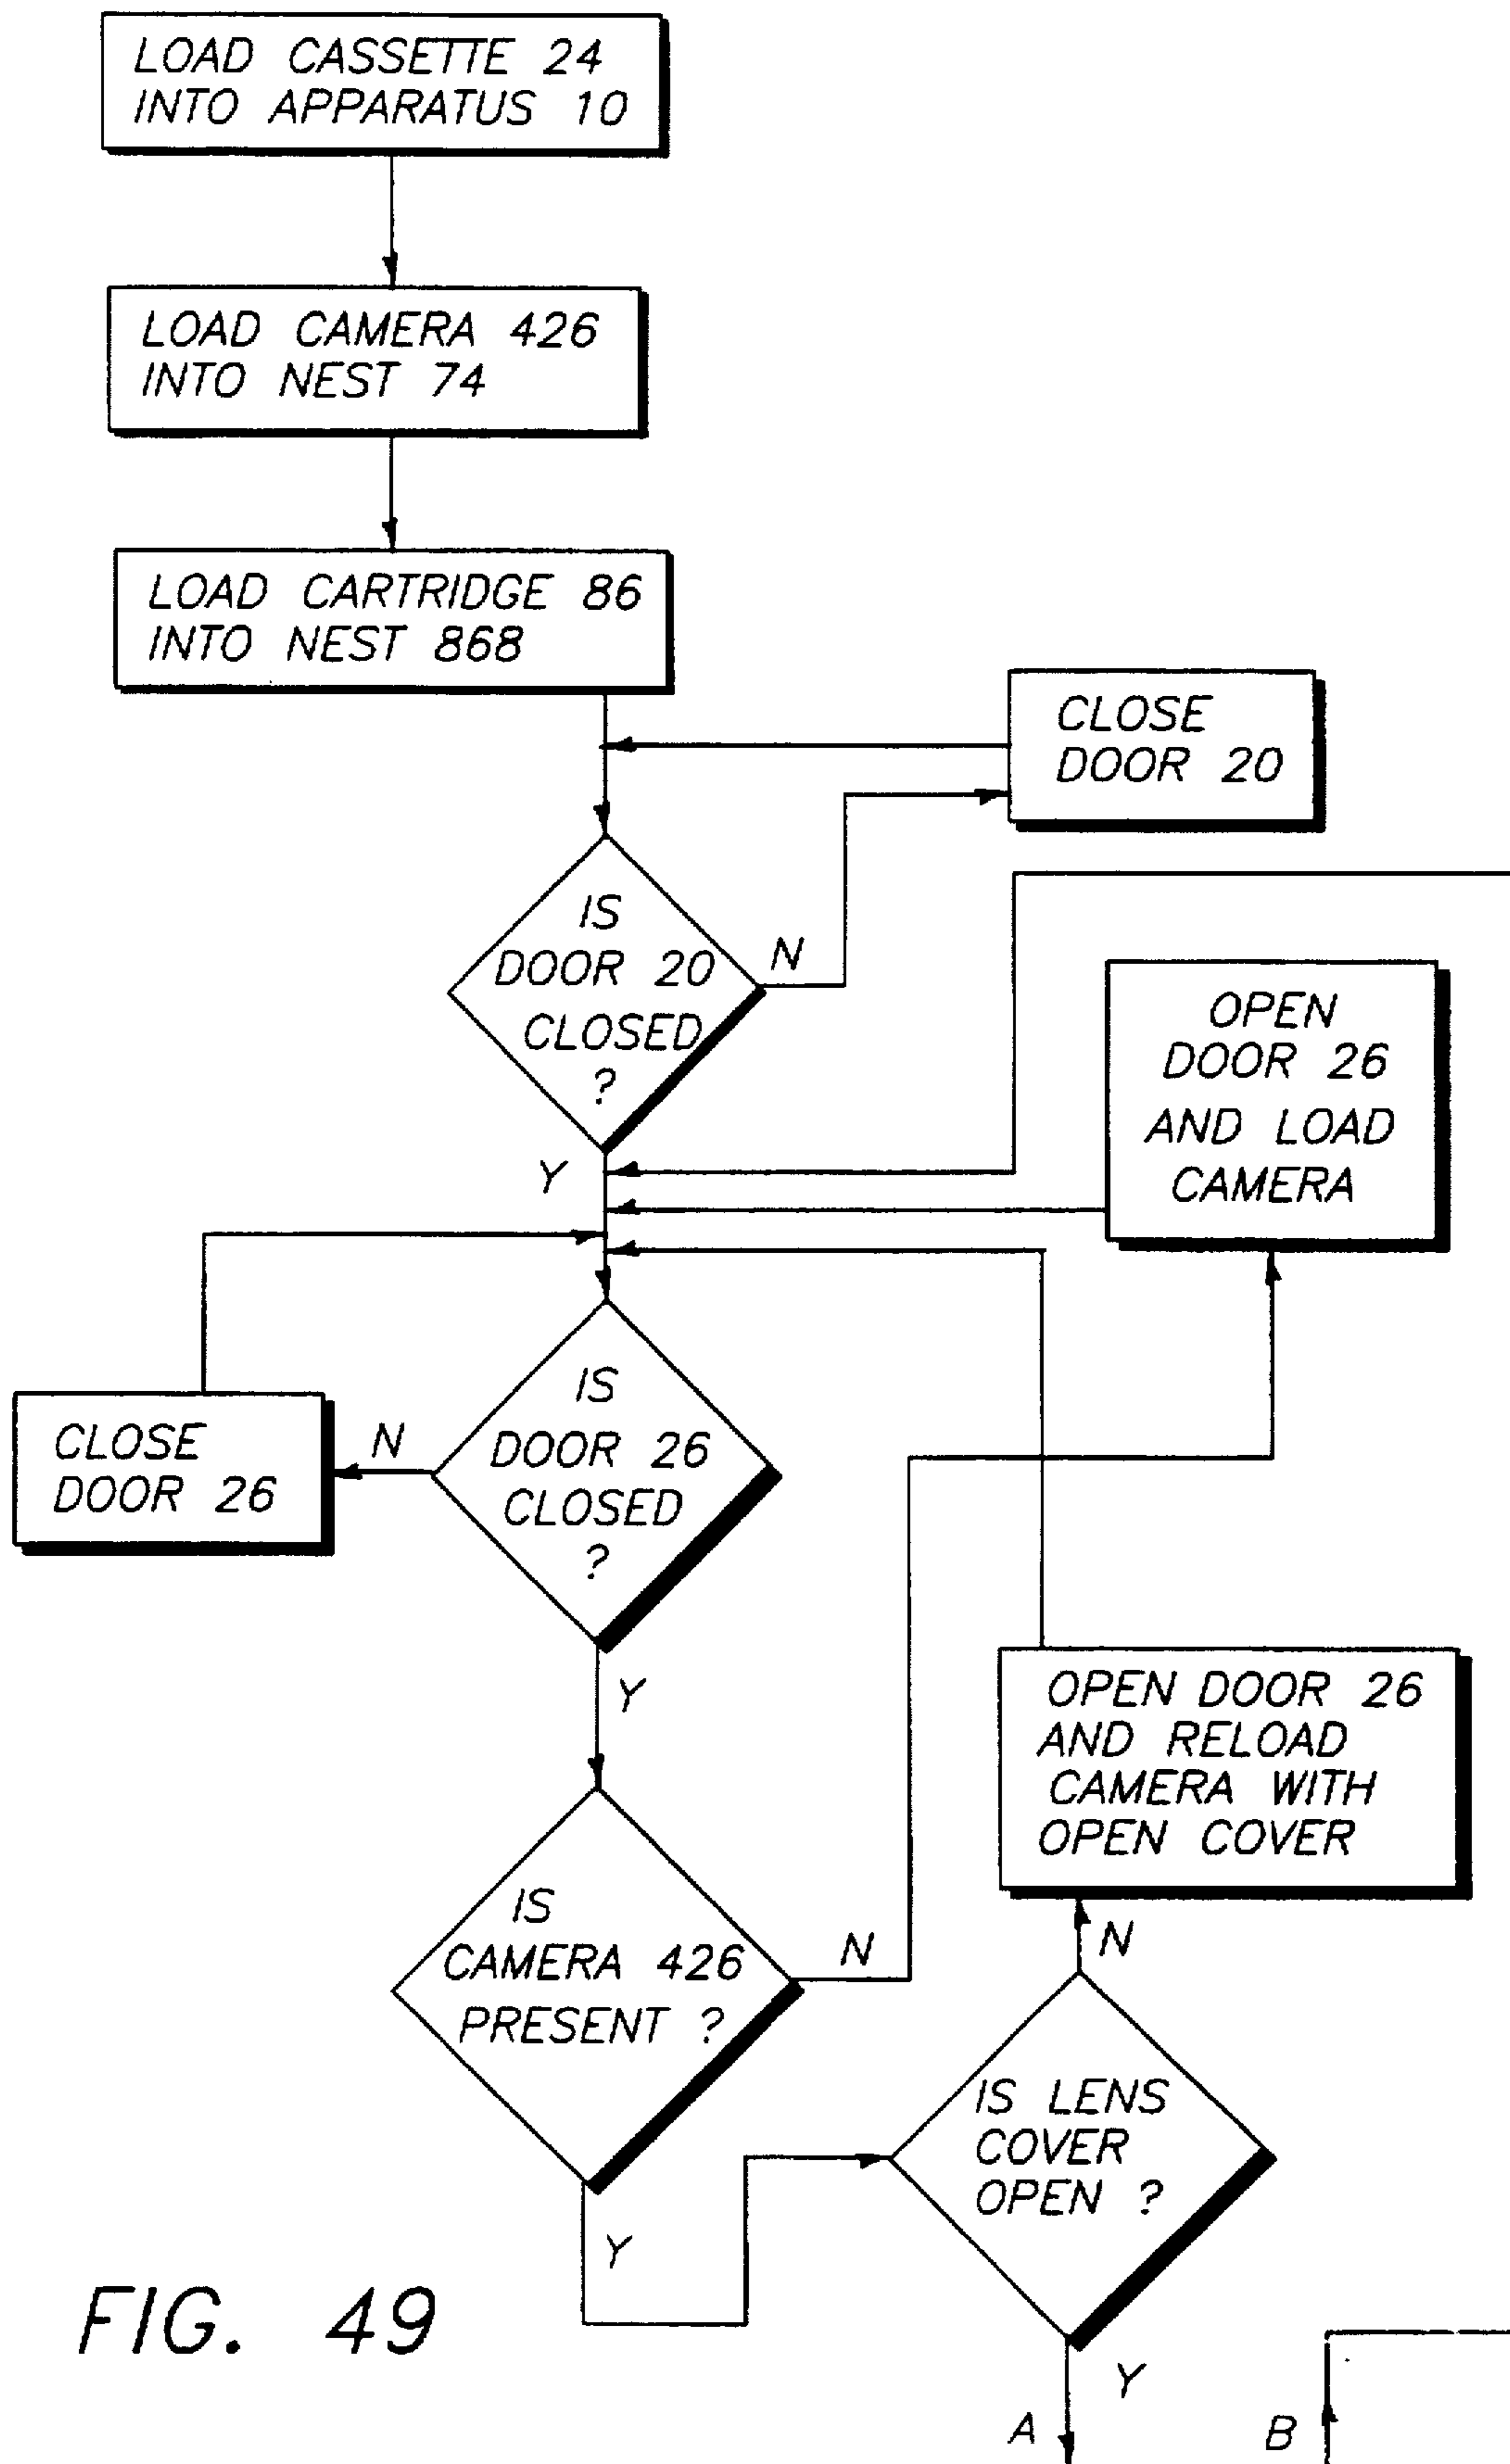 LOAD CASSETTE 24
INTO APPARATUS 10
LOAD CAMERA 426
INTO NEST 74
LOAD CARTRIDGE 86
INTO NEST 868
CLOSE
DOOR 20
IS
DOOR 20
CLOSED
?
N
Y
OPEN
DOOR 26
AND LOAD
CAMERA
IS
DOOR 26
CLOSED
?
N
CLOSE
DOOR 26
Y
OPEN DOOR 26
AND RELOAD
CAMERA WITH
OPEN COVER
IS
CAMERA 426
PRESENT ?
N
N
Y
IS LENS
COVER
OPEN ?
Y
A
B
FIG. 49